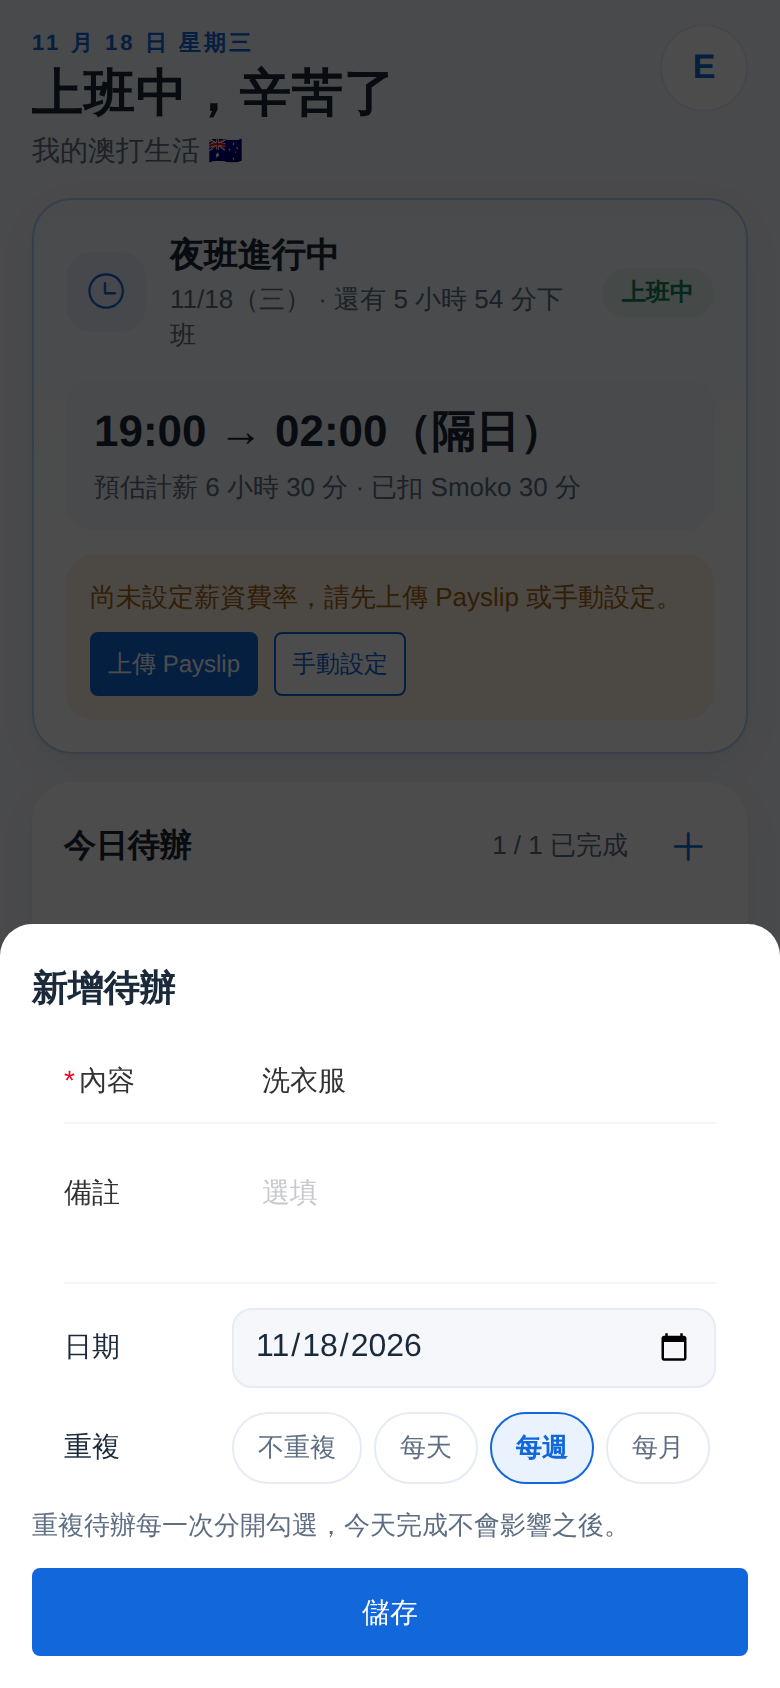 11 月 18 日 星期三
上班中，辛苦了
我的澳打生活 🇦🇺
E
夜班進行中
11/18（三） · 還有 5 小時 54 分下
班
上班中
19:00 → 02:00（隔日）
預估計薪 6 小時 30 分 · 已扣 Smoko 30 分
尚未設定薪資費率，請先上傳 Payslip 或手動設定。
上傳 Payslip
手動設定
今日待辦
1 / 1 已完成
新增待辦
*內容
洗衣服
備註
選填
日期
11/18/2026
重複
不重複
每天
每週
每月
重複待辦每一次分開勾選，今天完成不會影響之後。
儲存